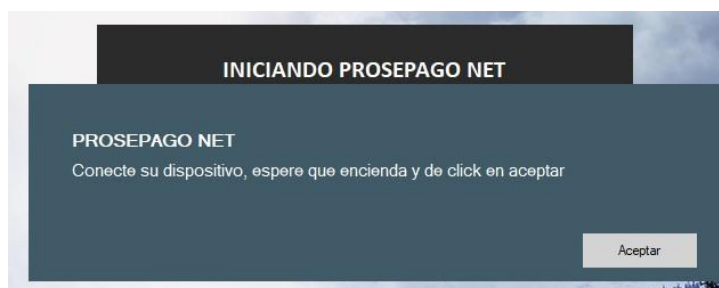 INICIANDO PROSEPAGO NET
PROSEPAGO NET
Conecte su dispositivo, espere que encienda y de click en aceptar
Aceptar